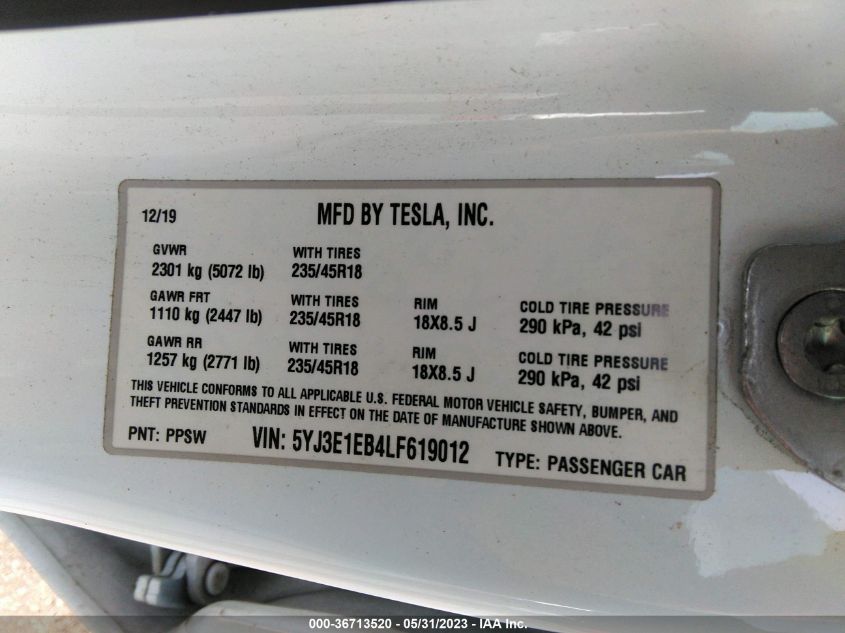 12/19 MFD BY TESLA, INC.
GVWR WITH TIRES
2301 kg (5072 lb) 235/45R18
GAWR FRT WITH TIRES RIM COLD TIRE PRESSURE
1110 kg (2447 lb) 235/45R18 18X8.5 J 290 kPa, 42 psi
GAWR RR WITH TIRES RIM COLD TIRE PRESSURE
1257 kg (2771 lb) 235/45R18 18X8.5 J 290 kPa, 42 psi
THIS VEHICLE CONFORMS TO ALL APPLICABLE U.S. FEDERAL MOTOR VEHICLE SAFETY, BUMPER, AND
THEFT PREVENTION STANDARDS IN EFFECT ON THE DATE OF MANUFACTURE SHOWN ABOVE.
PNT: PPSW VIN: 5YJ3E1EB4LF619012 TYPE: PASSENGER CAR
000-36713520 - 05/31/2023 - IAA Inc.